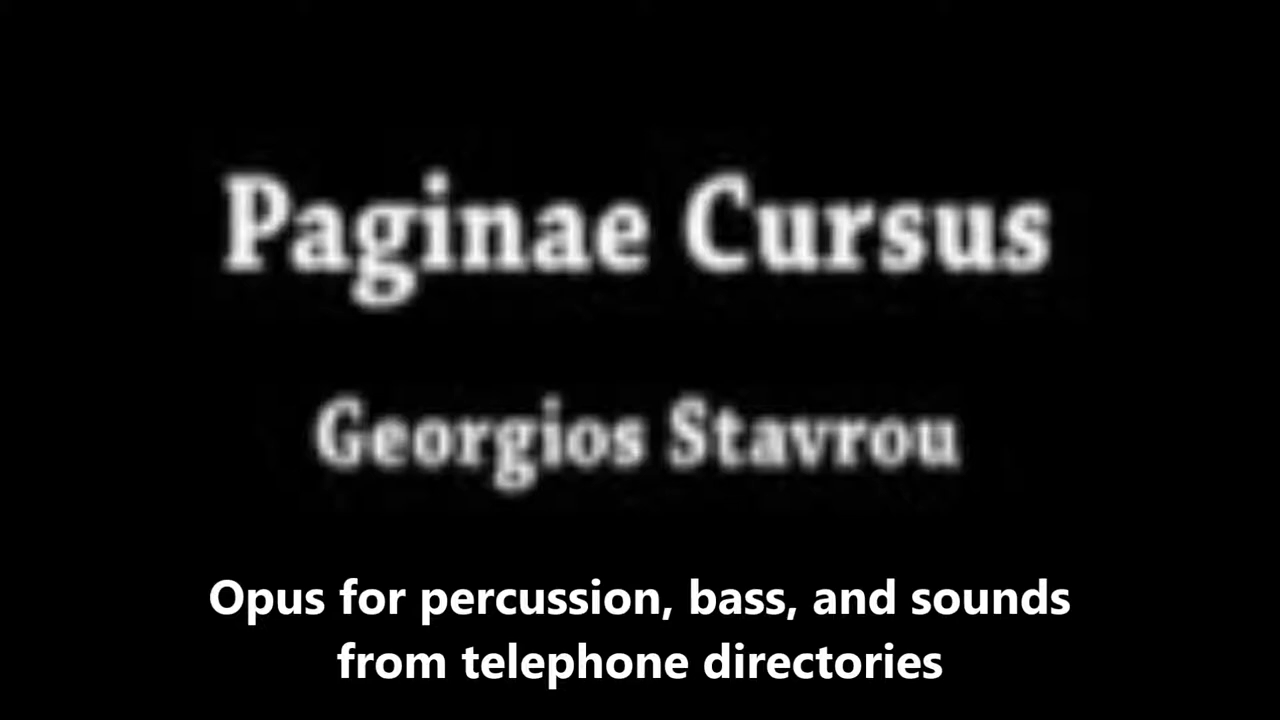 Paginae Cursus
Georgios Stavrou
Opus for percussion, bass, and sounds
from telephone directories